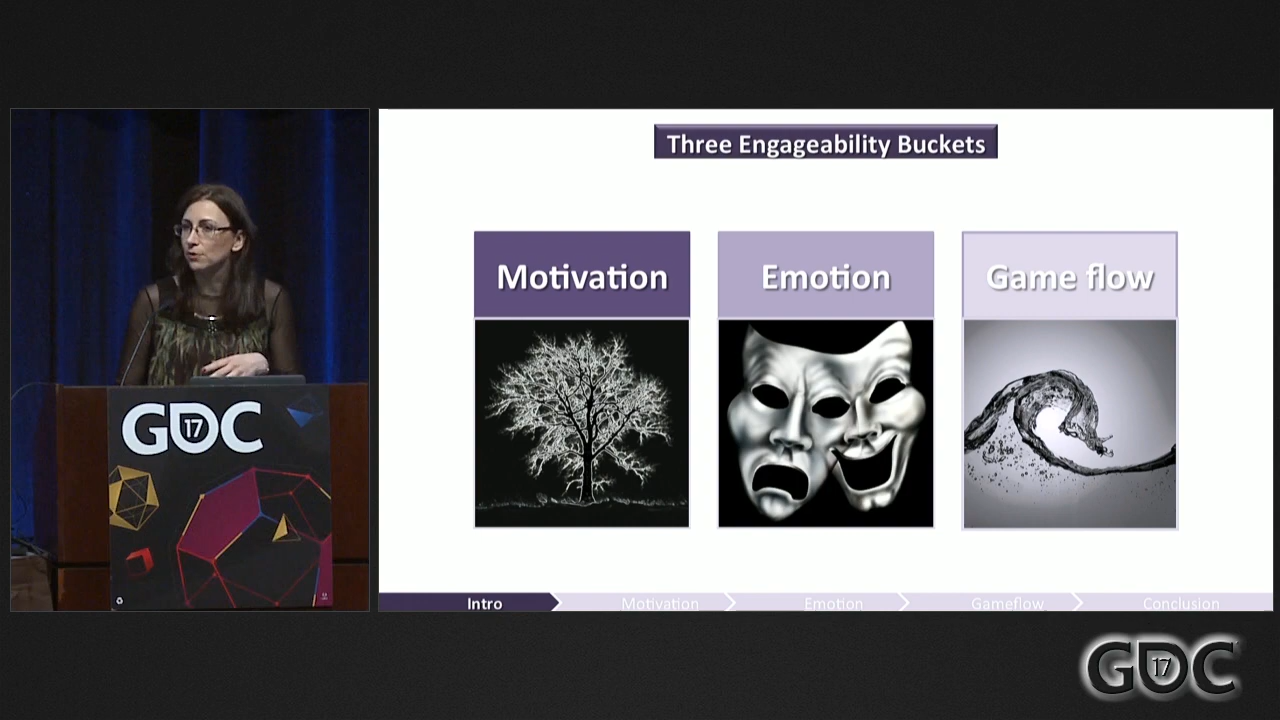 Three Engageability Buckets
Motivation
Emotion
Game flow
GDC
17
Intro
Motivation
Emotion
Gameflow
Conclusion
GDC
17